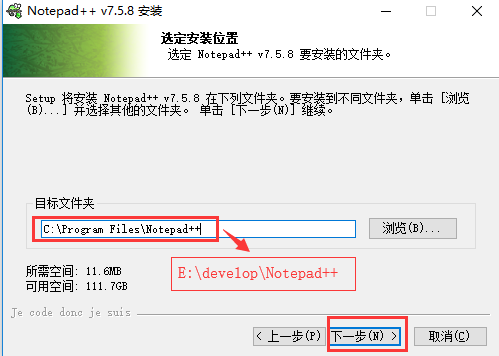 Notepad++ v7.5.8 安装
选定安装位置
选定 Notepad++ v7.5.8 要安装的文件夹。
Setup 将安装 Notepad++ v7.5.8 在下列文件夹。要安装到不同文件夹，单击 [浏览
(B)...] 并选择其他的文件夹。 单击 [下一步(N)] 继续。
目标文件夹
C:\Program Files\Notepad++
浏览(B)...
E:\develop\Notepad++
所需空间: 11.6MB
可用空间: 111.7GB
Je code donc je suis
< 上一步(P)
下一步(N) >
取消(C)